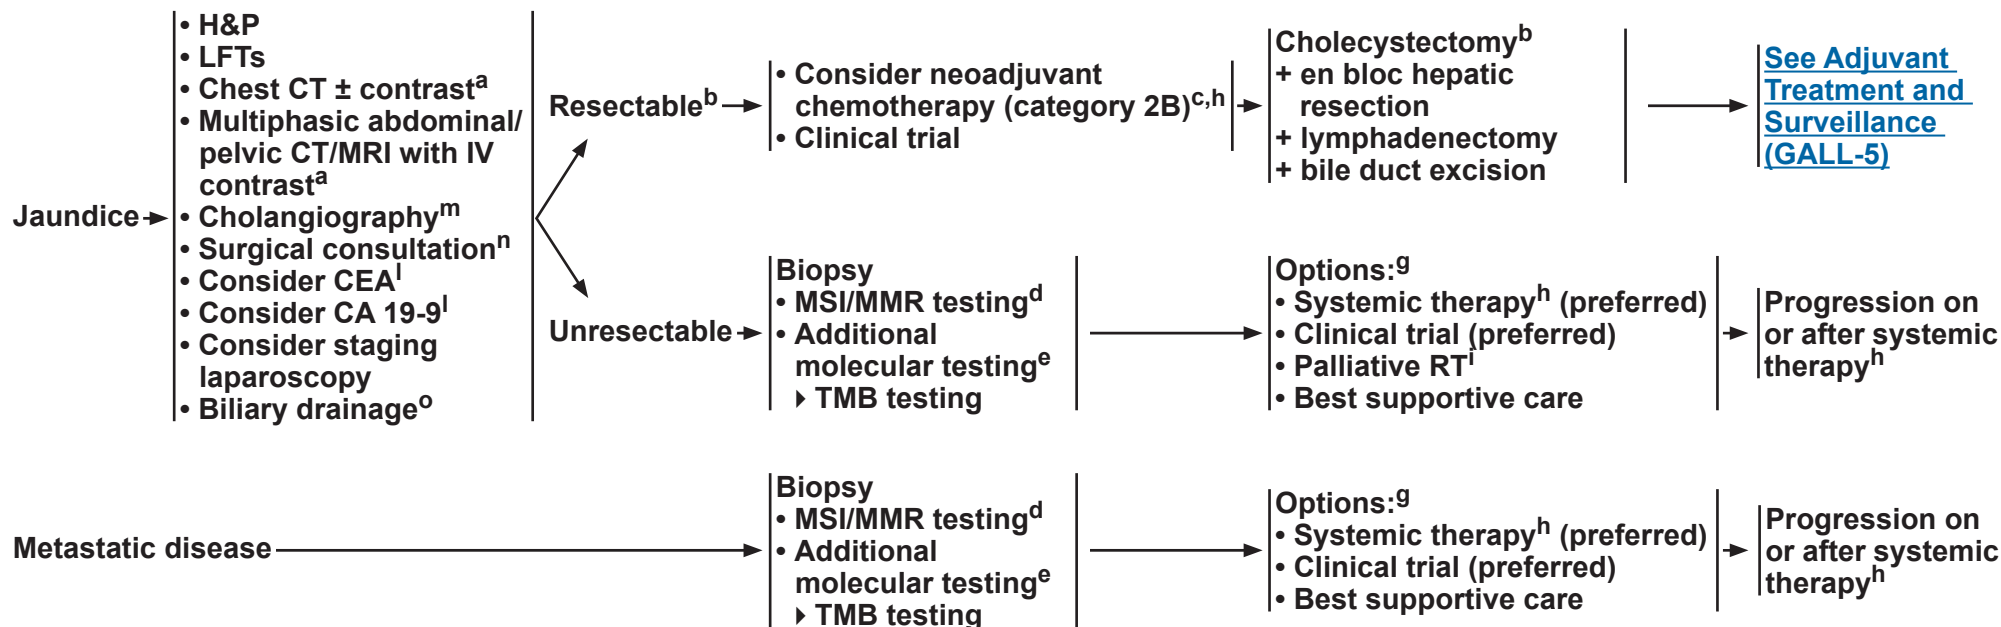 Jaundice
• H&P
• LFTs
• Chest CT ± contrastᵃ
• Multiphasic abdominal/
pelvic CT/MRI with IV
contrastᵃ
• Cholangiographyᵐ
• Surgical consultationⁿ
• Consider CEAˡ
• Consider CA 19-9ˡ
• Consider staging
laparoscopy
• Biliary drainageᵒ
Resectableᵇ
• Consider neoadjuvant
chemotherapy (category 2B)ᶜ,ʰ
• Clinical trial
Cholecystectomyᵇ
+ en bloc hepatic
resection
+ lymphadenectomy
+ bile duct excision
See Adjuvant
Treatment and
Surveillance
(GALL-5)
Unresectable
Biopsy
• MSI/MMR testingᵈ
• Additional
molecular testingᵉ
▸ TMB testing
Options:ᵍ
• Systemic therapyʰ (preferred)
• Clinical trial (preferred)
• Palliative RTⁱ
• Best supportive care
Progression on
or after systemic
therapyʰ
Metastatic disease
Biopsy
• MSI/MMR testingᵈ
• Additional
molecular testingᵉ
▸ TMB testing
Options:ᵍ
• Systemic therapyʰ (preferred)
• Clinical trial (preferred)
• Best supportive care
Progression on
or after systemic
therapyʰ